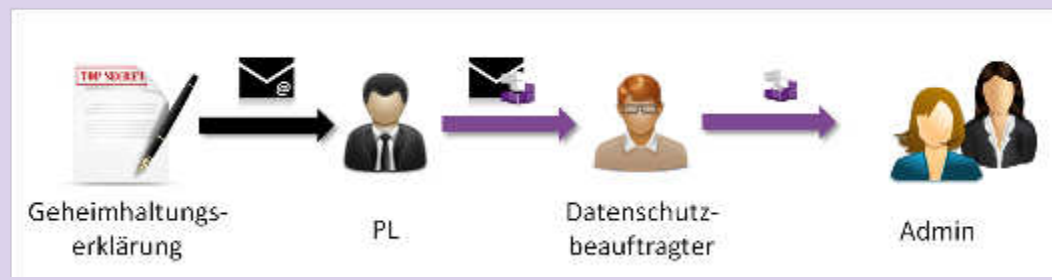 TOP SECRET
@
Geheimhaltungs-
erklärung
PL
Datenschutz-
beauftragter
Admin